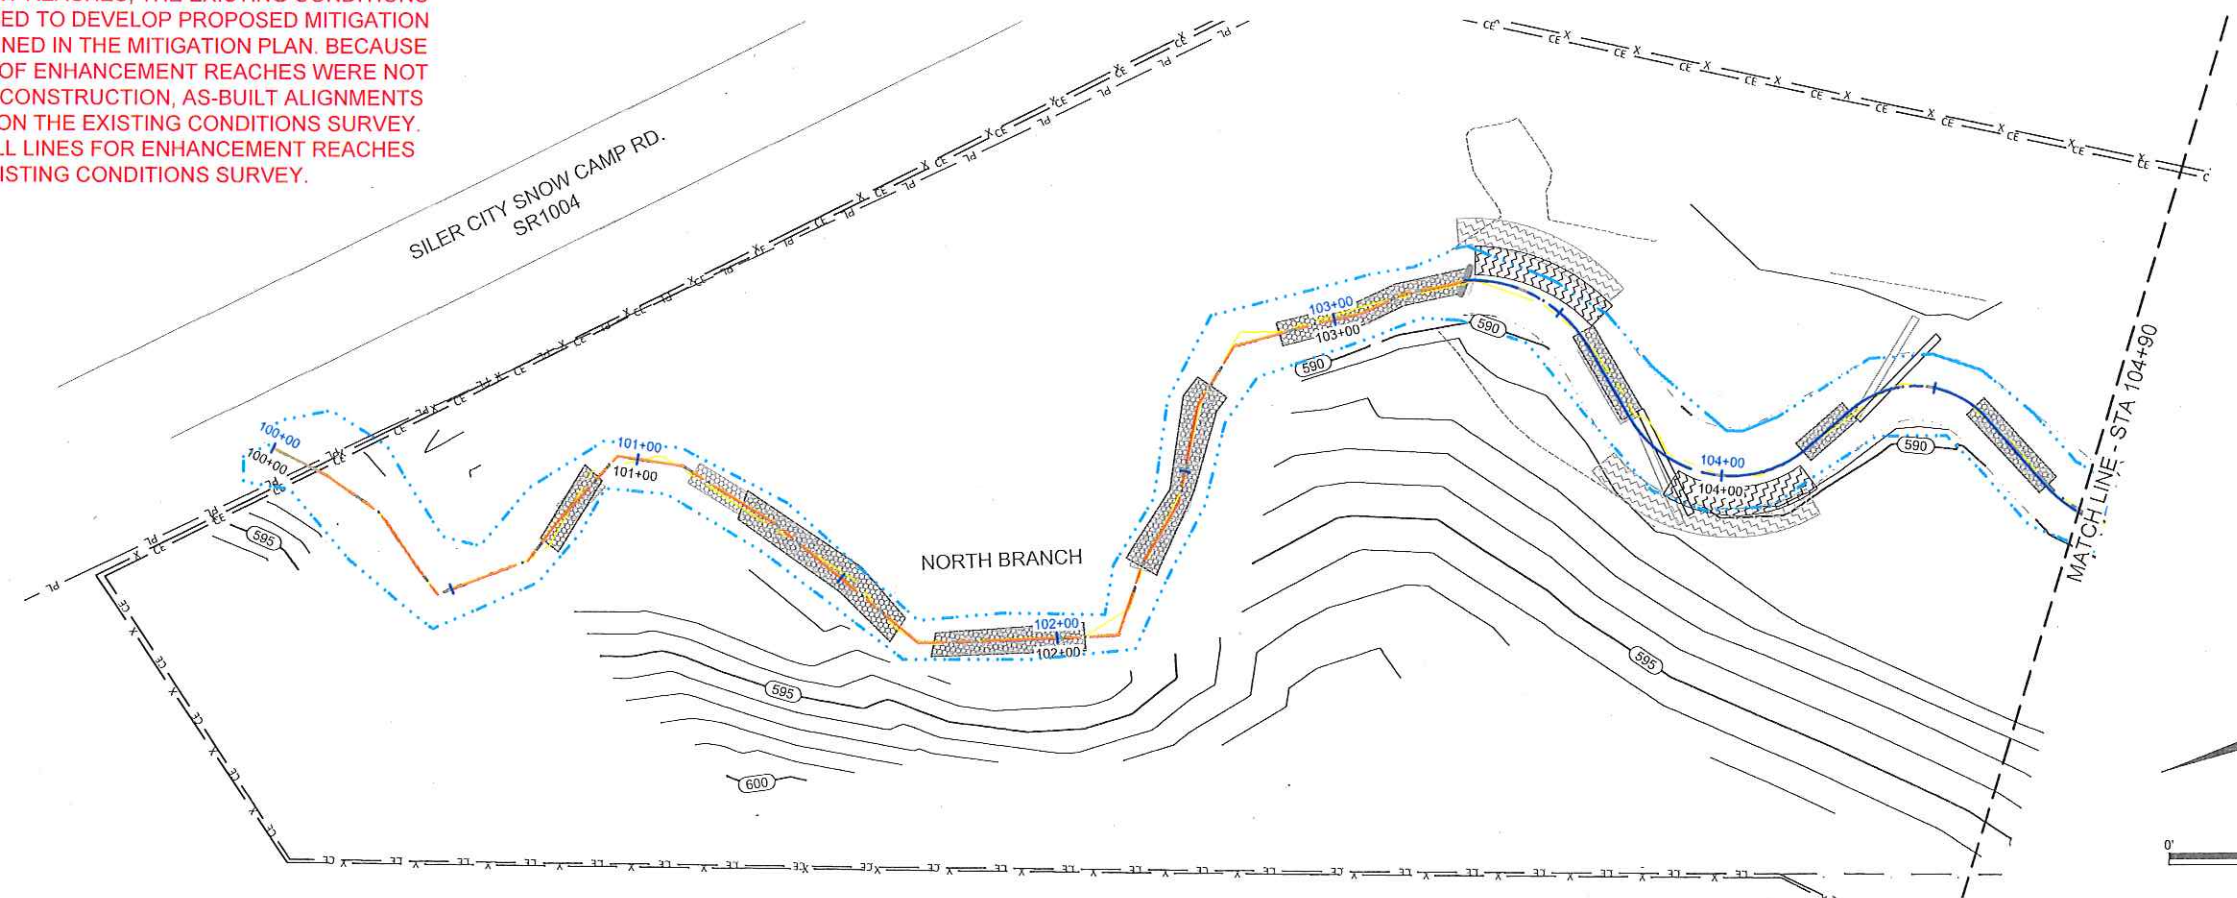 ED TO DEVELOP PROPOSED MITIGATION
NED IN THE MITIGATION PLAN. BECAUSE
OF ENHANCEMENT REACHES WERE NOT
CONSTRUCTION, AS-BUILT ALIGNMENTS
ON THE EXISTING CONDITIONS SURVEY.
LL LINES FOR ENHANCEMENT REACHES
ISTING CONDITIONS SURVEY.
SILER CITY SNOW CAMP RD.
SR1004
100+00
100+00
101+00
101+00
102+00
102+00
103+00
103+00
104+00
104+00
NORTH BRANCH
590
590
590
595
595
595
600
MATCH LINE - STA 104+90
0'